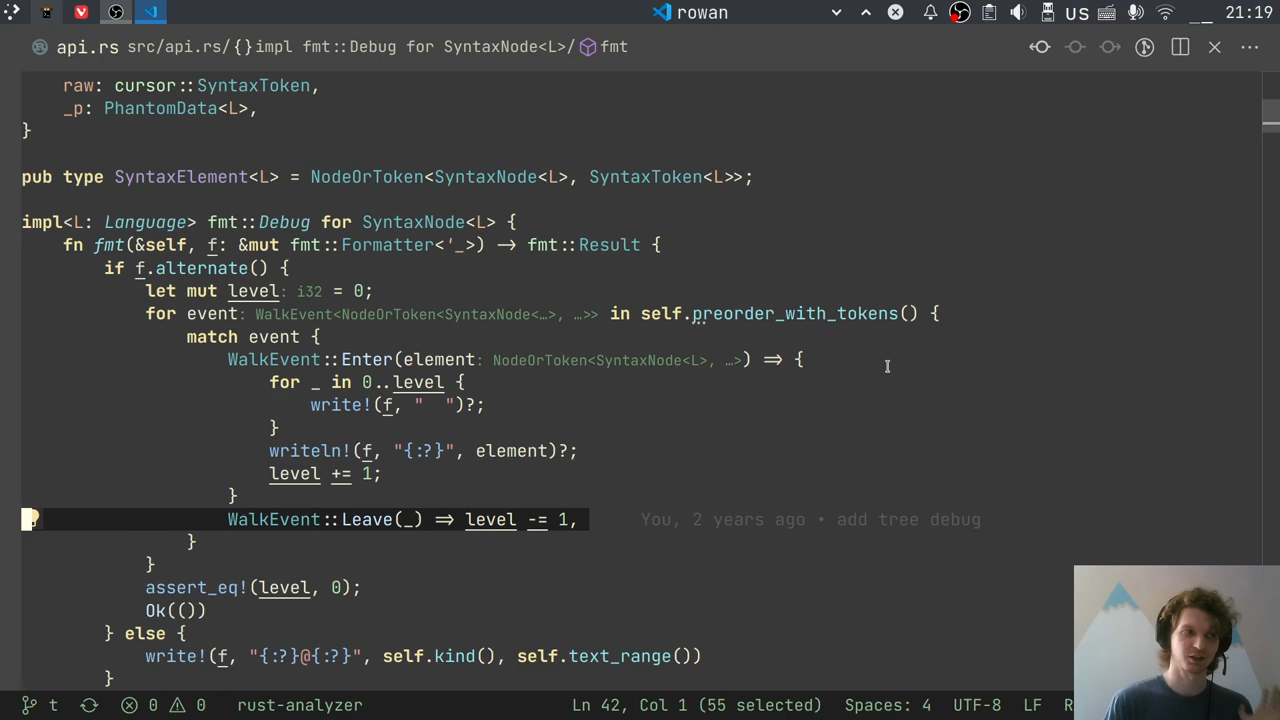 rowan
US
21:19
api.rs src/api.rs/{}impl fmt::Debug for SyntaxNode<L>/ fmt
raw: cursor::SyntaxToken,
_p: PhantomData<L>,
}
pub type SyntaxElement<L> = NodeOrToken<SyntaxNode<L>, SyntaxToken<L>>;
impl<L: Language> fmt::Debug for SyntaxNode<L> {
fn fmt(&self, f: &mut fmt::Formatter<'_>) -> fmt::Result {
if f.alternate() {
let mut level: i32 = 0;
for event: WalkEvent<NodeOrToken<SyntaxNode<…>, …>> in self.preorder_with_tokens() {
match event {
WalkEvent::Enter(element: NodeOrToken<SyntaxNode<L>, …>) => {
for _ in 0..level {
write!(f, "  ")?;
}
writeln!(f, "{:?}", element)?;
level += 1;
}
WalkEvent::Leave(_) => level -= 1, You, 2 years ago • add tree debug
}
}
assert_eq!(level, 0);
Ok(())
} else {
write!(f, "{:?}@{:?}", self.kind(), self.text_range())
}
t 0 0 rust-analyzer Ln 42, Col 1 (55 selected) Spaces: 4 UTF-8 LF